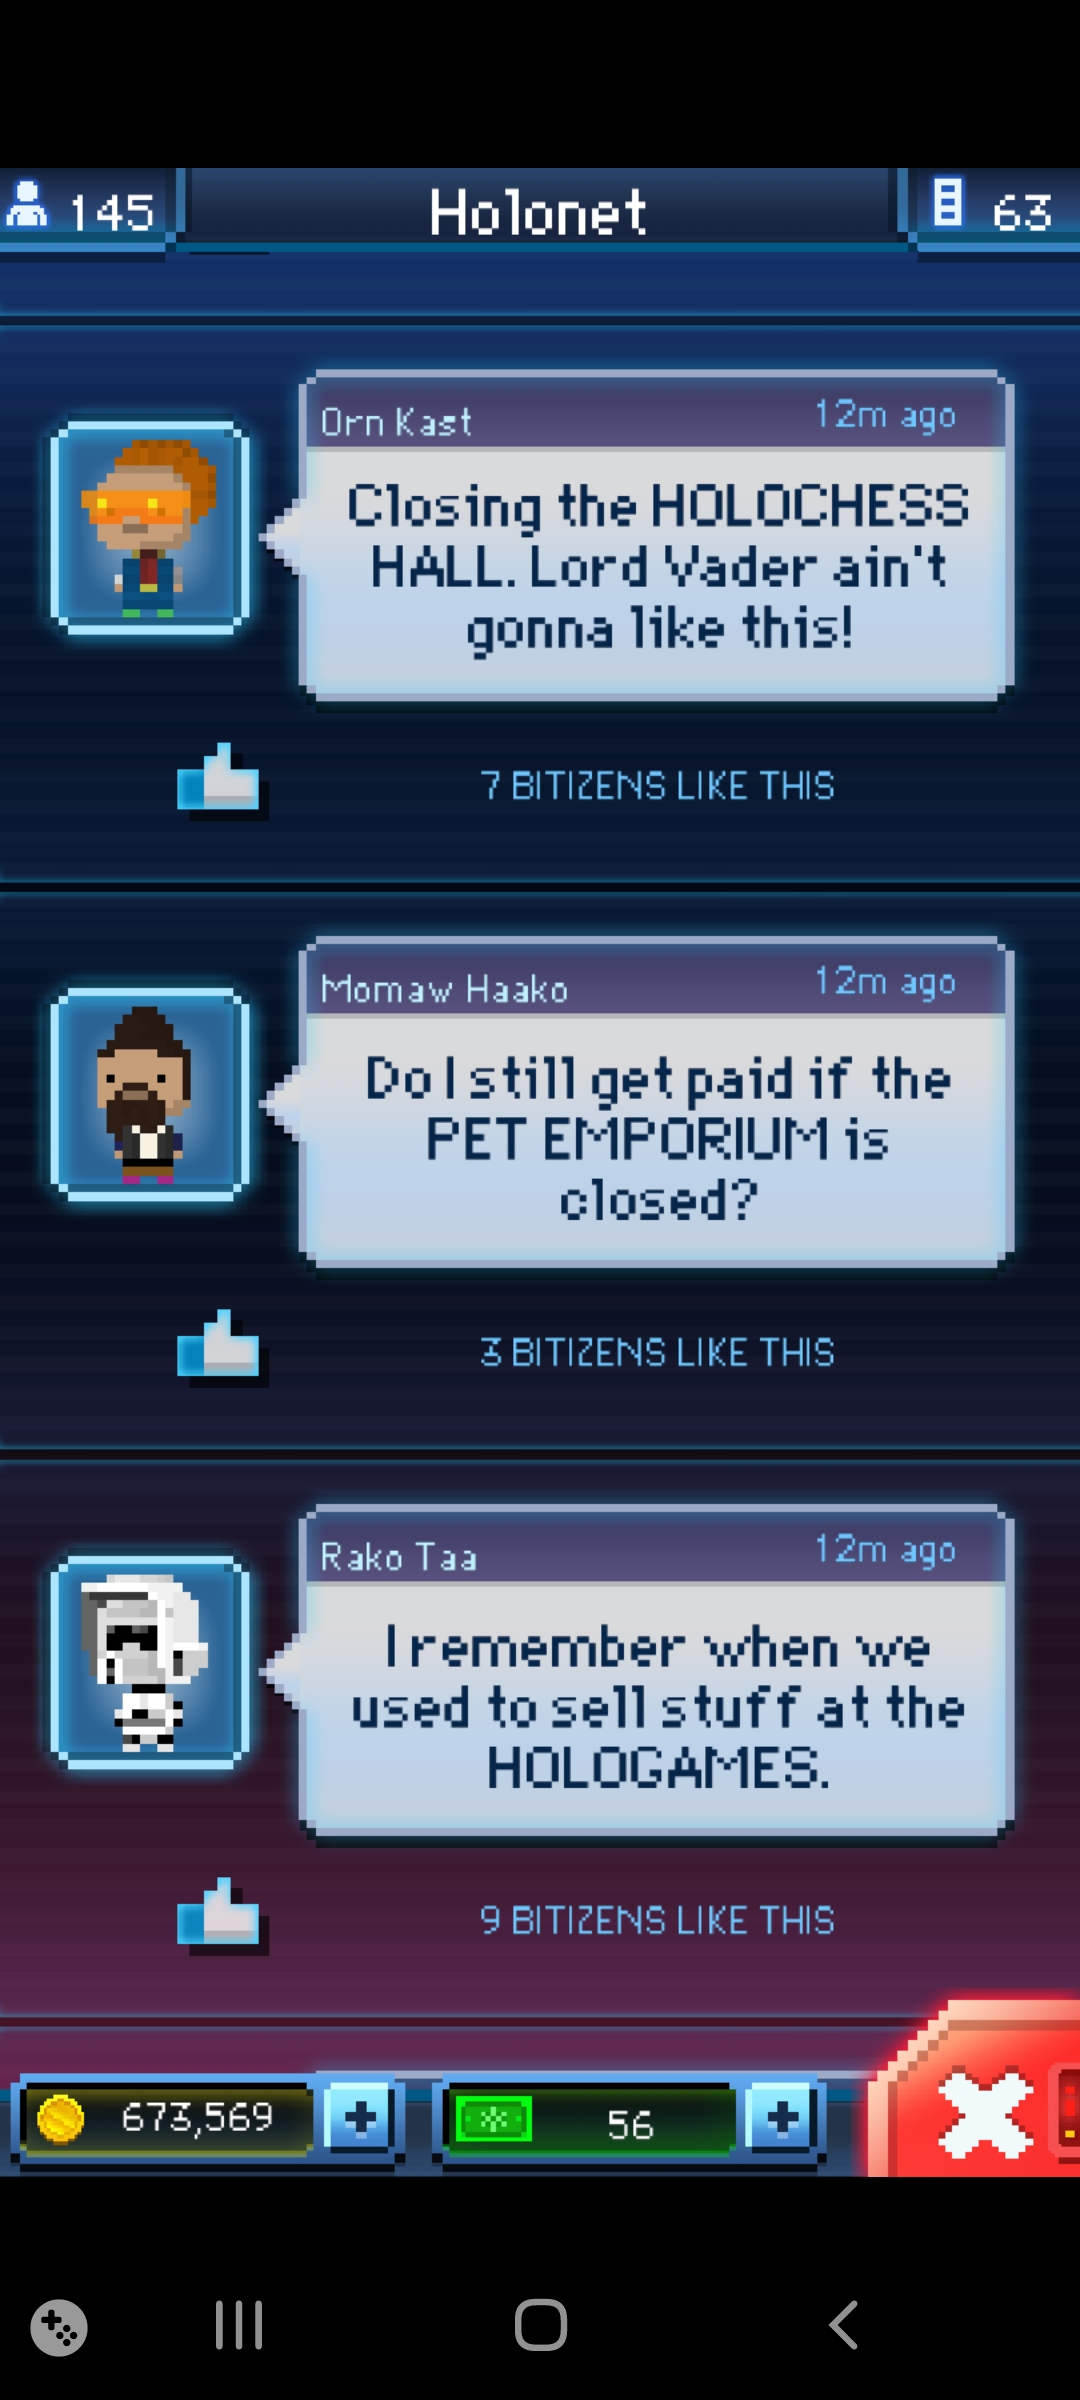 145
Holonet
63
Orn Kast
12m ago
Closing the HOLOCHESS
HALL. Lord Vader ain't
gonna like this!
7 BITIZENS LIKE THIS
Momaw Haako
12m ago
Do I still get paid if the
PET EMPORIUM is
closed?
3 BITIZENS LIKE THIS
Rako Taa
12m ago
I remember when we
used to sell stuff at the
HOLOGAMES.
9 BITIZENS LIKE THIS
673,569
56